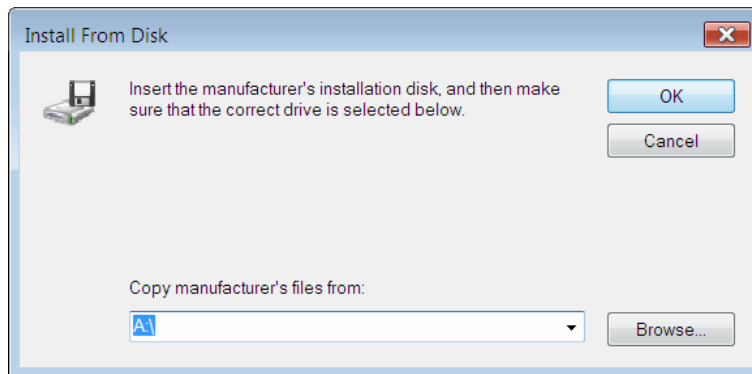 Install From Disk
Insert the manufacturer's installation disk, and then make
sure that the correct drive is selected below.
OK
Cancel
Copy manufacturer's files from:
A:\
Browse...